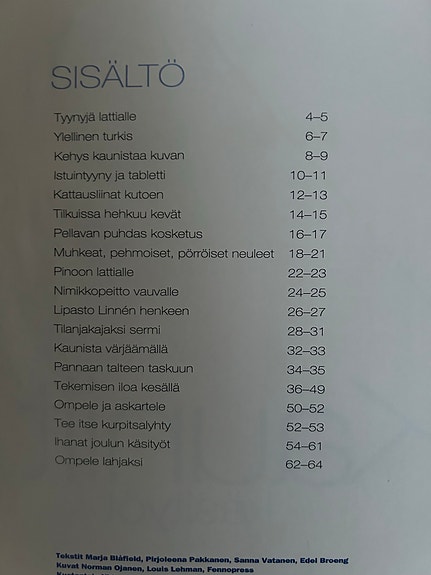 SISÄLTÖ
Tyynyjä lattialle 4–5
Ylellinen turkis 6–7
Kehys kaunistaa kuvan 8–9
Istuintyyny ja tabletti 10–11
Kattausliinat kutoen 12–13
Tilkuissa hehkuu kevät 14–15
Pellavan puhdas kosketus 16–17
Muhkeat, pehmoiset, pörröiset neuleet 18–21
Pinoon lattialle 22–23
Nimikkopeitto vauvalle 24–25
Lipasto Linnén henkeen 26–27
Tilanjakajaksi sermi 28–31
Kaunista värjäämällä 32–33
Pannaan talteen taskuun 34–35
Tekemisen iloa kesällä 36–49
Ompele ja askartele 50–52
Tee itse kurpitsalyhty 52–53
Ihanat joulun käsityöt 54–61
Ompele lahjaksi 62–64
Tekstit Marja Blåfield, Pirjoleena Pakkanen, Sanna Vatanen, Edel Broeng
Kuvat Norman Ojanen, Louis Lehman, Fennopress